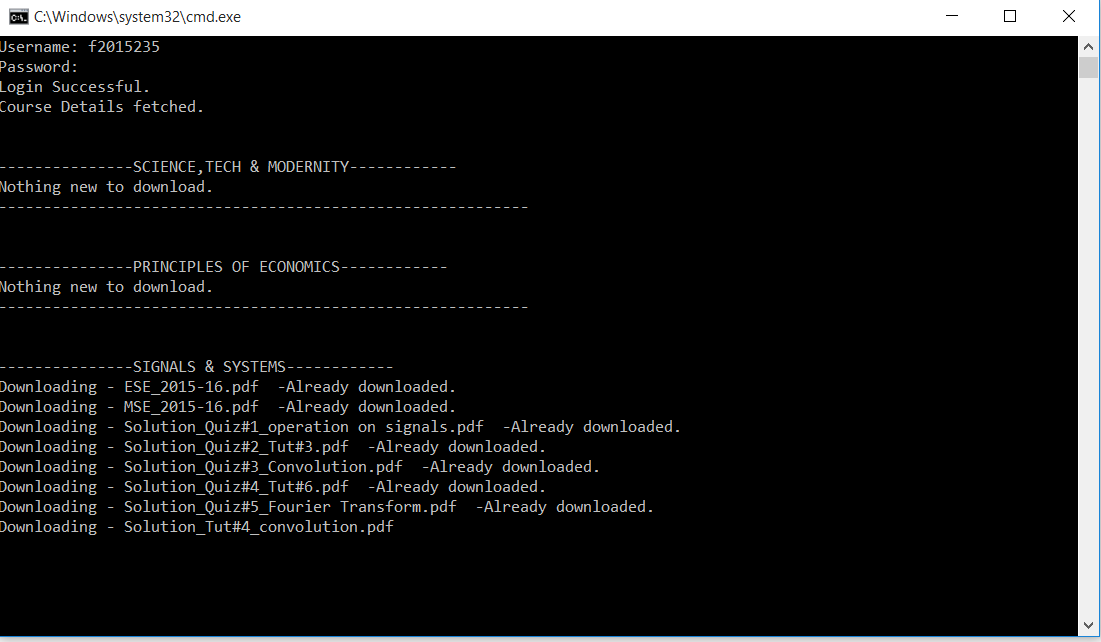 C:\Windows\system32\cmd.exe
Username: f2015235
Password:
Login Successful.
Course Details fetched.
---------------SCIENCE,TECH & MODERNITY------------
Nothing new to download.
-----------------------------------------------------------
---------------PRINCIPLES OF ECONOMICS------------
Nothing new to download.
-----------------------------------------------------------
---------------SIGNALS & SYSTEMS------------
Downloading - ESE_2015-16.pdf  -Already downloaded.
Downloading - MSE_2015-16.pdf  -Already downloaded.
Downloading - Solution_Quiz#1_operation on signals.pdf  -Already downloaded.
Downloading - Solution_Quiz#2_Tut#3.pdf  -Already downloaded.
Downloading - Solution_Quiz#3_Convolution.pdf  -Already downloaded.
Downloading - Solution_Quiz#4_Tut#6.pdf  -Already downloaded.
Downloading - Solution_Quiz#5_Fourier Transform.pdf  -Already downloaded.
Downloading - Solution_Tut#4_convolution.pdf